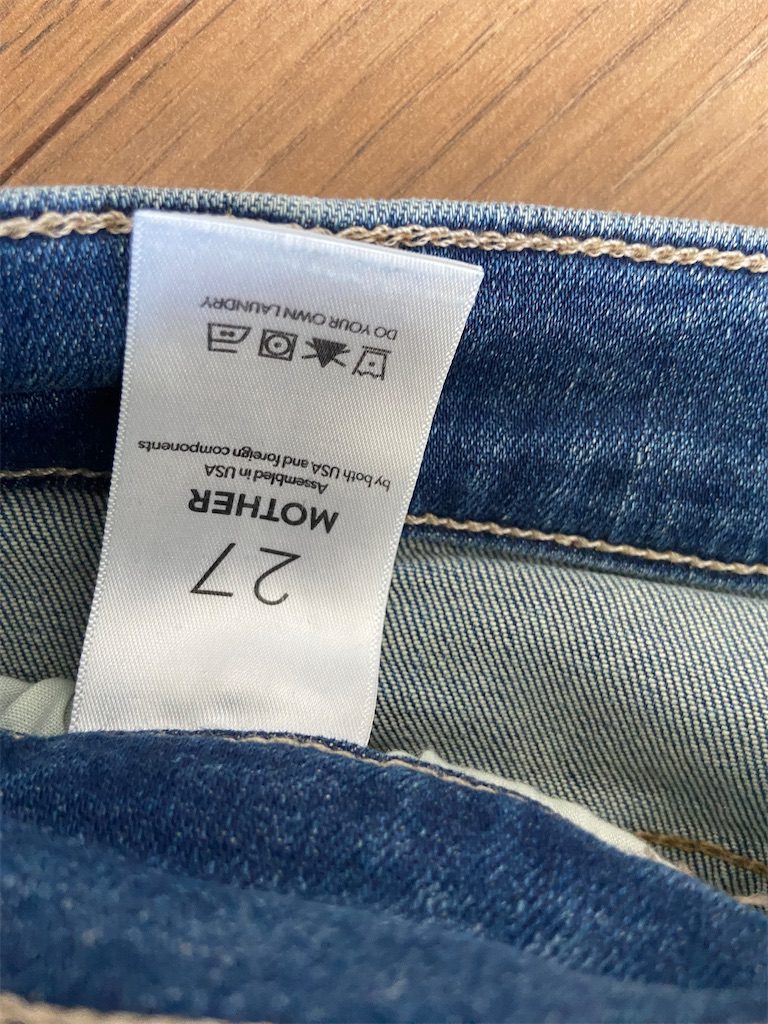 27
MOTHER
Assembled in USA
by both USA and foreign components
DO YOUR OWN LAUNDRY